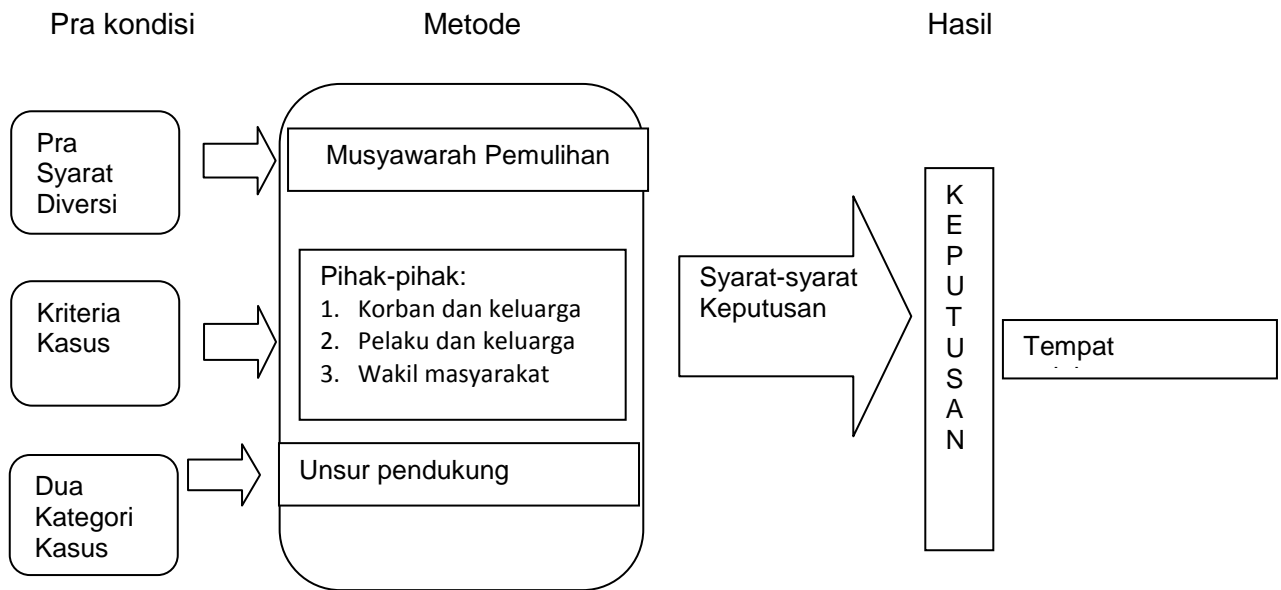 Pra kondisi
Metode
Hasil
Pra
Syarat
Diversi
Kriteria
Kasus
Dua
Kategori
Kasus
Musyawarah Pemulihan
Pihak-pihak:
1. Korban dan keluarga
2. Pelaku dan keluarga
3. Wakil masyarakat
Unsur pendukung
Syarat-syarat
Keputusan
K
E
P
U
T
U
S
A
N
Tempat